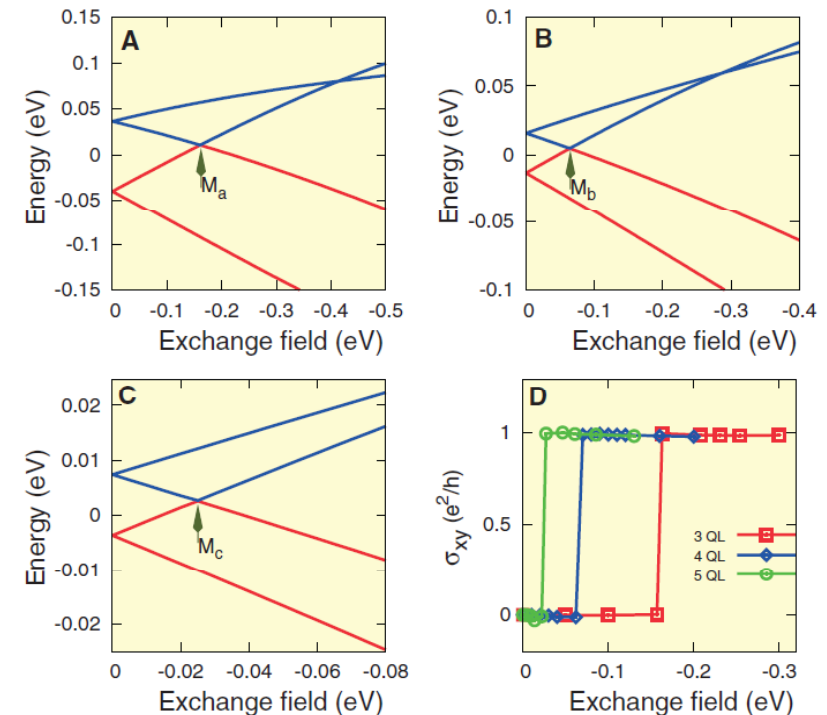 A
Energy (eV)
0.15
0.1
0.05
0
-0.05
-0.1
0.15
M_a
0 -0.1 -0.2 -0.3 -0.4 -0.5
Exchange field (eV)
B
Energy (eV)
0.1
0.05
0
-0.05
-0.1
M_b
0 -0.1 -0.2 -0.3 -0.4
Exchange field (eV)
C
Energy (eV)
0.02
0.01
0
-0.01
-0.02
M_c
0 -0.02 -0.04 -0.06 -0.08
Exchange field (eV)
D
σ_xy (e²/h)
1
0.5
0
3 QL
4 QL
5 QL
0 -0.1 -0.2 -0.3
Exchange field (eV)